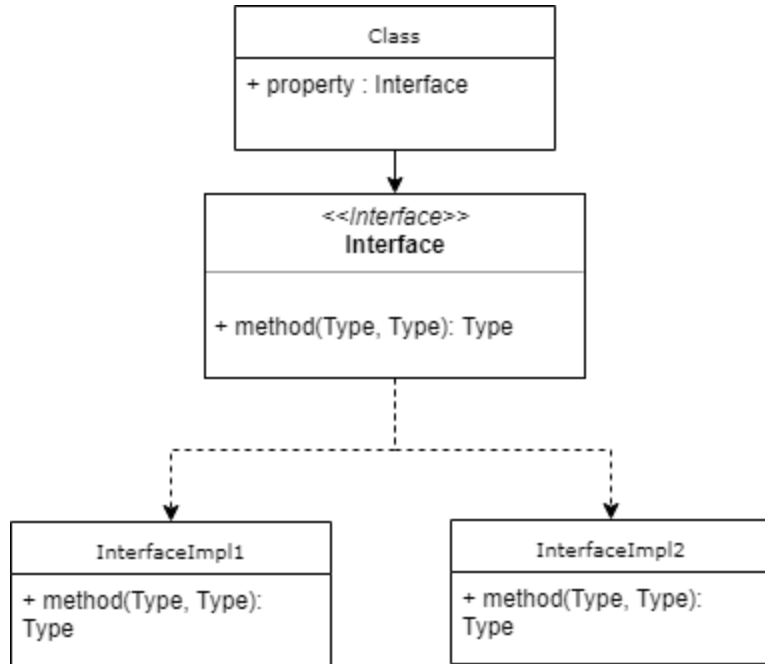 Class
+ property : Interface
<<Interface>>
Interface
+ method(Type, Type): Type
InterfaceImpl1
+ method(Type, Type):
Type
InterfaceImpl2
+ method(Type, Type):
Type